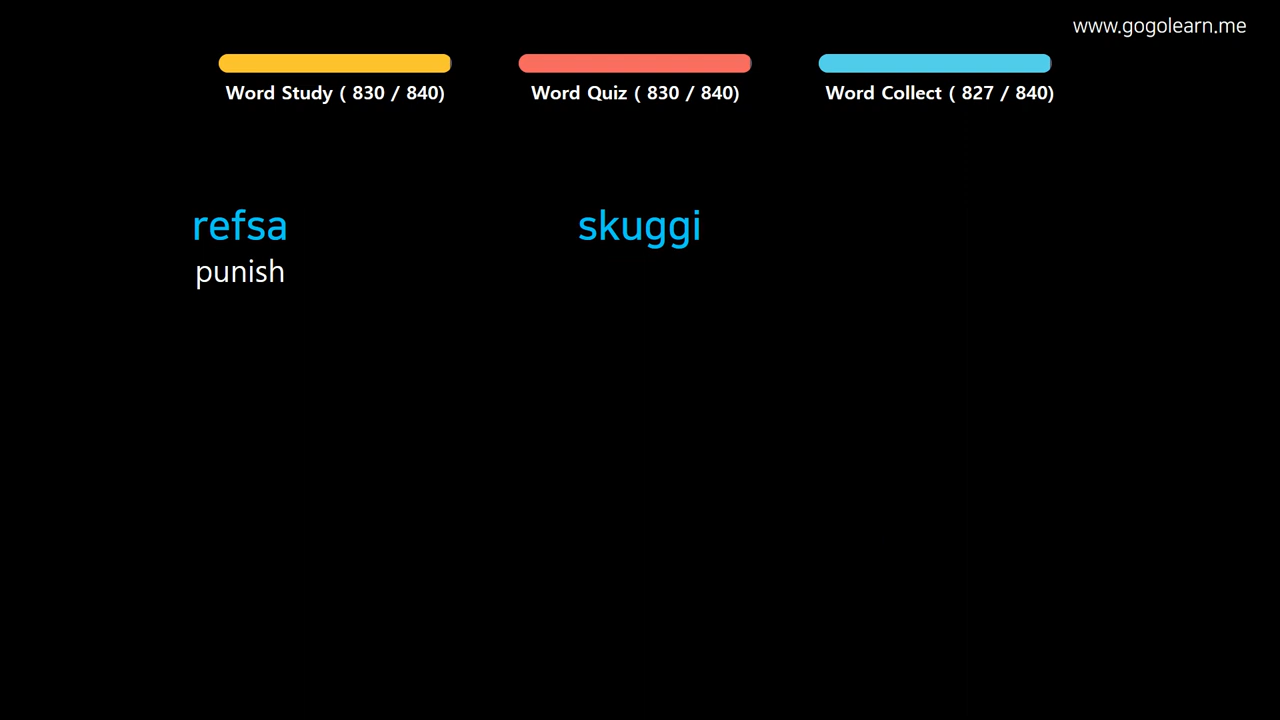 www.gogolearn.me
Word Study ( 830 / 840)
Word Quiz ( 830 / 840)
Word Collect ( 827 / 840)
refsa
punish
skuggi